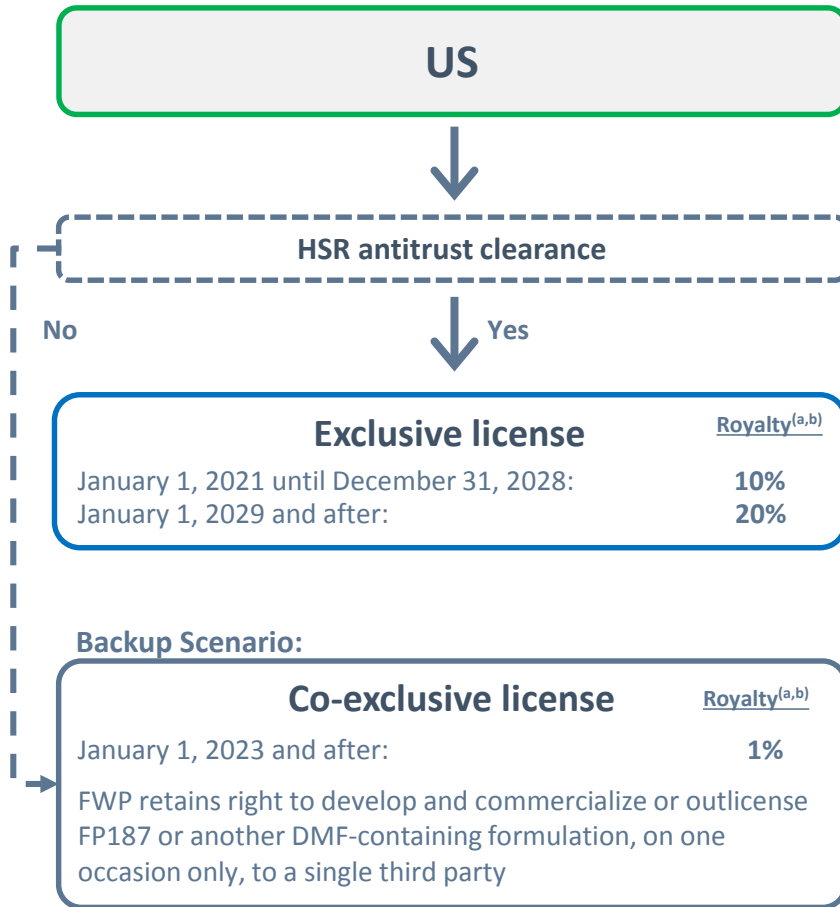 US
HSR antitrust clearance
No
Yes
Exclusive license Royalty(a,b)
January 1, 2021 until December 31, 2028: 10%
January 1, 2029 and after: 20%
Backup Scenario:
Co-exclusive license Royalty(a,b)
January 1, 2023 and after: 1%
FWP retains right to develop and commercialize or outlicense
FP187 or another DMF-containing formulation, on one
occasion only, to a single third party